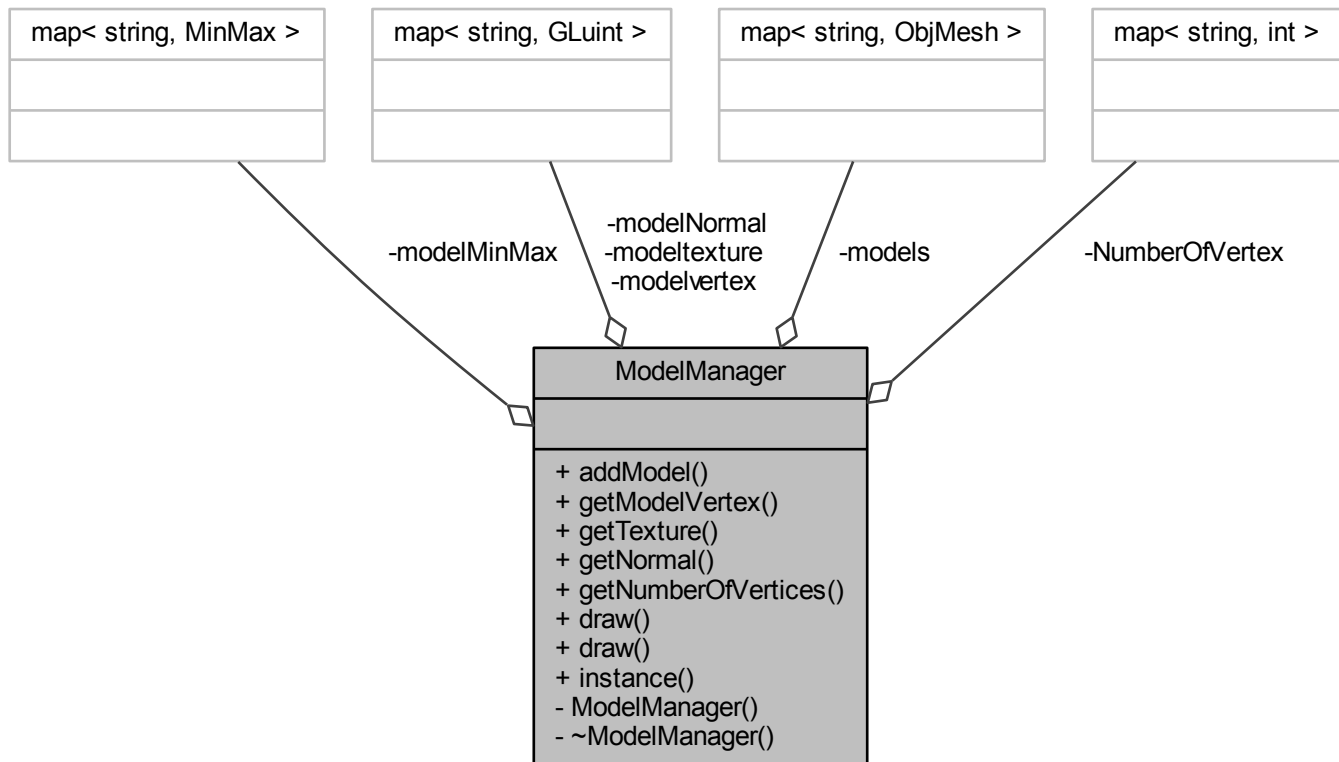 map< string, MinMax >
map< string, GLuint >
map< string, ObjMesh >
map< string, int >
-modelMinMax
-modelNormal
-modeltexture
-modelvertex
-models
-NumberOfVertex
ModelManager
+ addModel()
+ getModelVertex()
+ getTexture()
+ getNormal()
+ getNumberOfVertices()
+ draw()
+ draw()
+ instance()
- ModelManager()
- ~ModelManager()